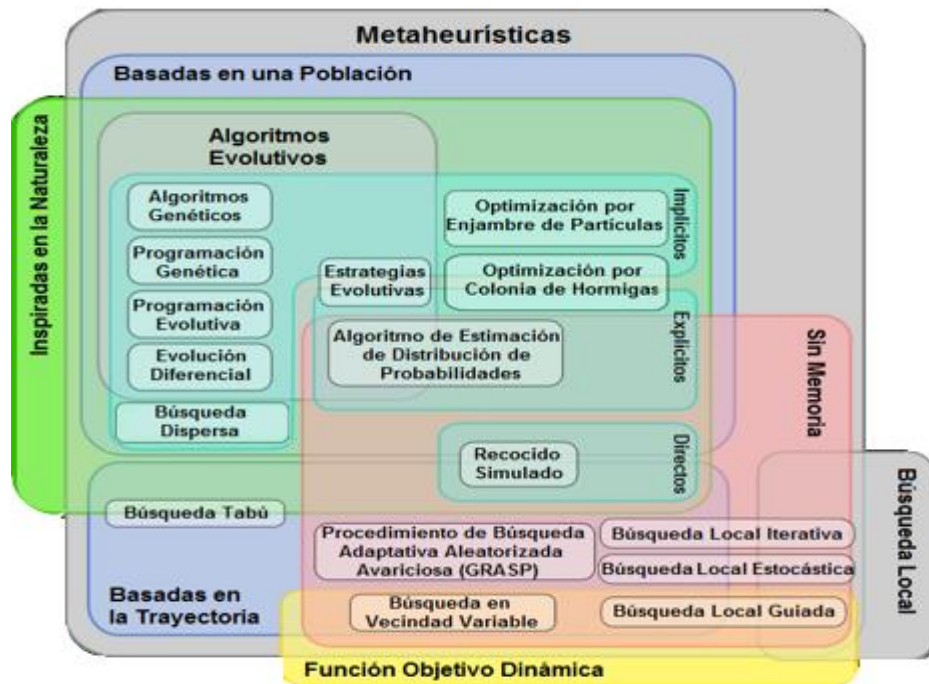 Metaheurísticas
Basadas en una Población
Inspiradas en la Naturaleza
Algoritmos
Evolutivos
Algoritmos
Genéticos
Programación
Genética
Programación
Evolutiva
Evolución
Diferencial
Búsqueda
Dispersa
Estrategias
Evolutivas
Optimización por
Enjambre de Partículas
Implícitos
Optimización por
Colonia de Hormigas
Algoritmo de Estimación
de Distribución de
Probabilidades
Explícitos
Sin Memoria
Recocido
Simulado
Directos
Búsqueda Local
Búsqueda Tabú
Procedimiento de Búsqueda
Adaptativa Aleatorizada
Avariciosa (GRASP)
Búsqueda Local Iterativa
Búsqueda Local Estocástica
Basadas en
la Trayectoria
Búsqueda en
Vecindad Variable
Búsqueda Local Guiada
Función Objetivo Dinámica